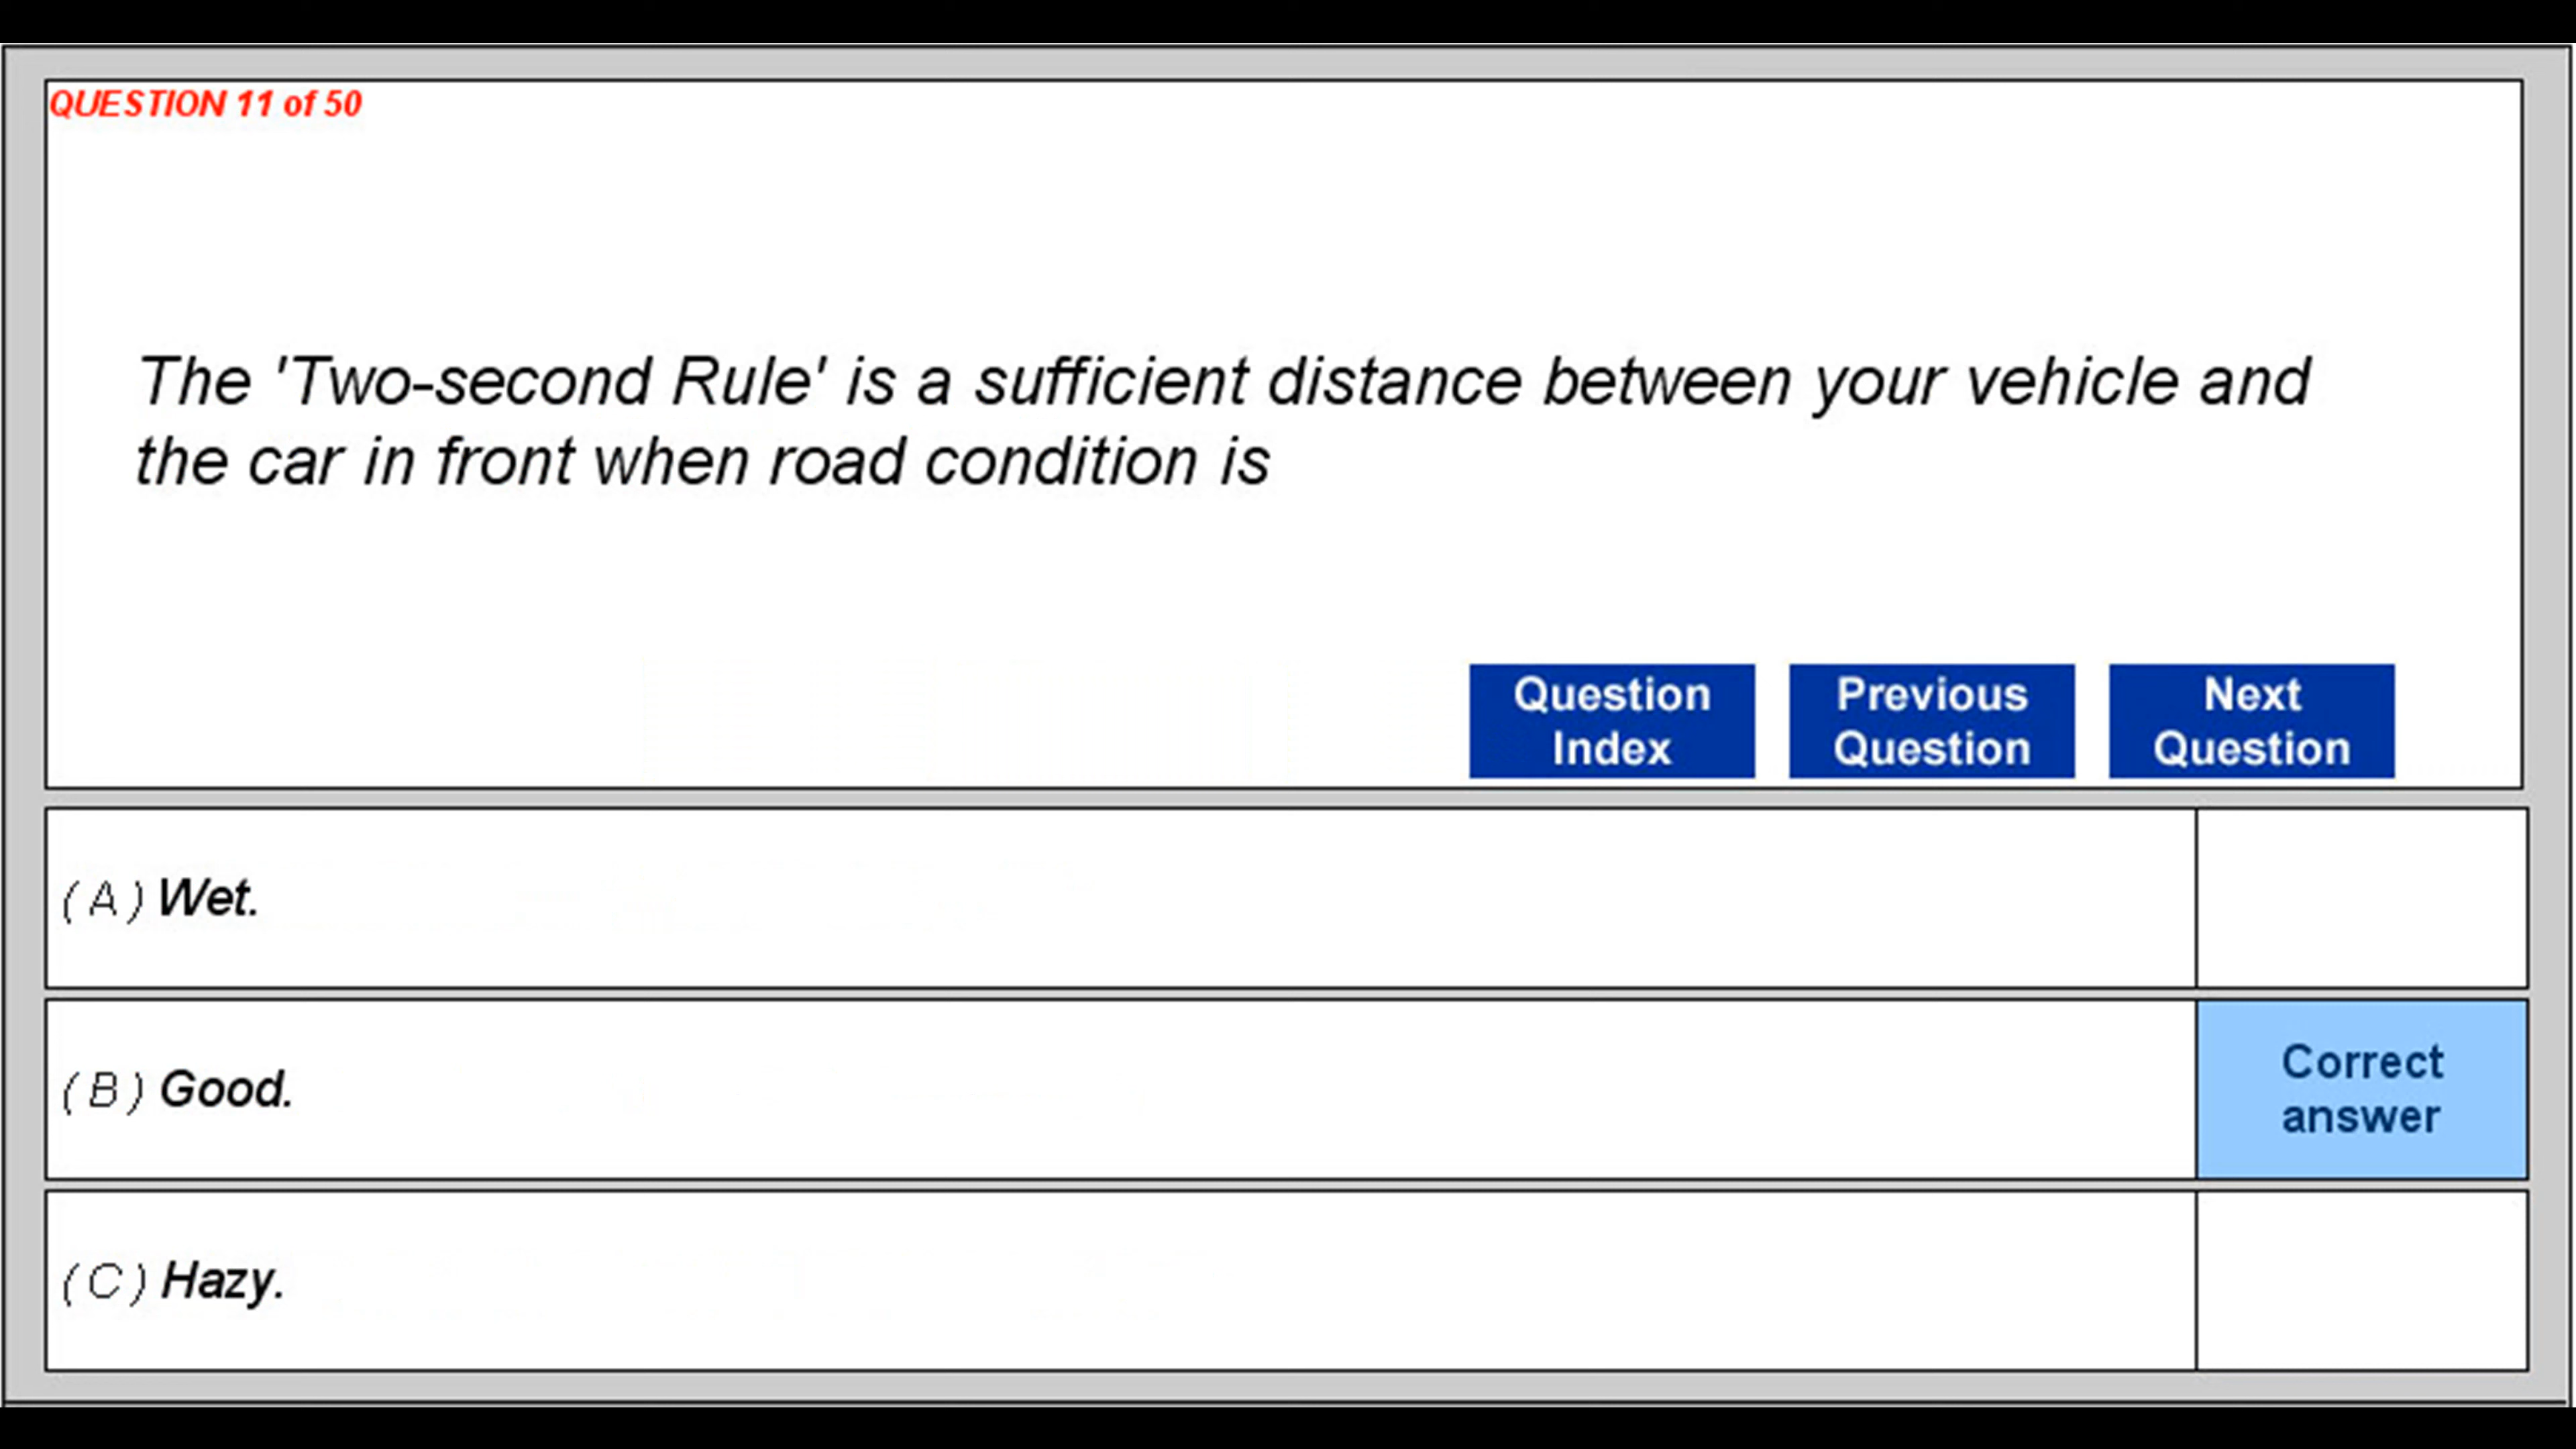 QUESTION 11 of 50
The 'Two-second Rule' is a sufficient distance between your vehicle and
the car in front when road condition is
Question
Index
Previous
Question
Next
Question
(A) Wet.
(B) Good.
Correct
answer
(C) Hazy.